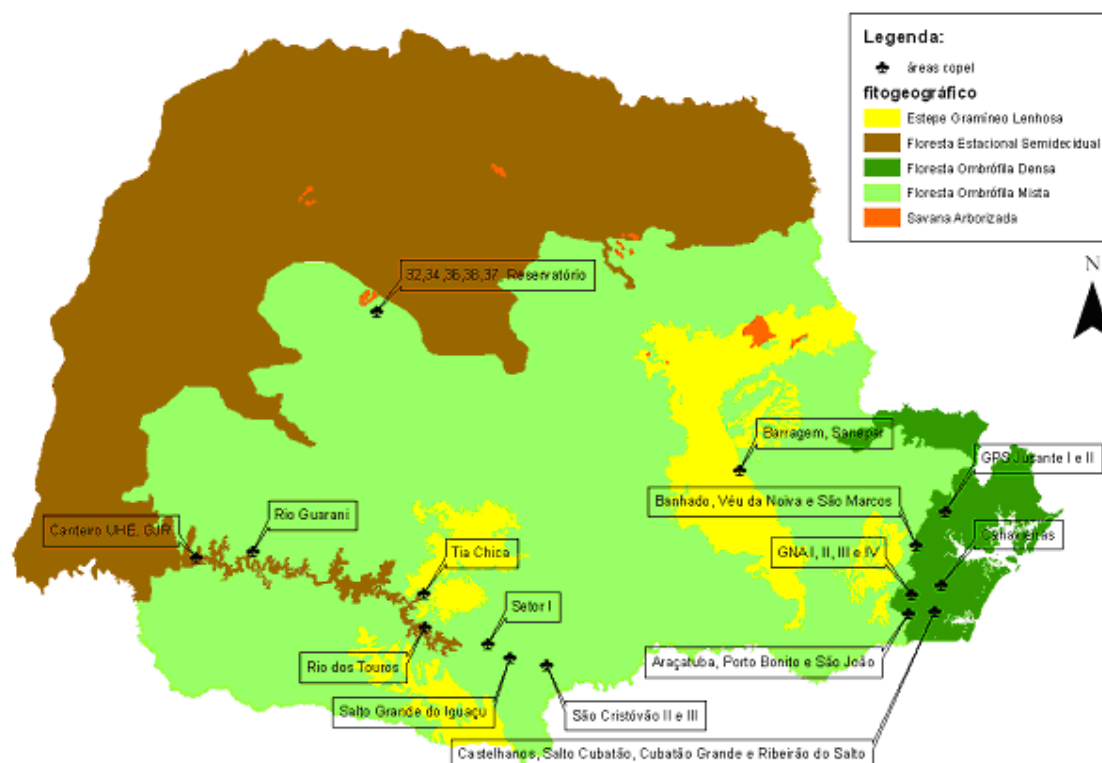 Legenda:
áreas copel
fitogeográfico
Estepe Gramíneo Lenhosa
Floresta Estacional Semidecidual
Floresta Ombrófila Densa
Floresta Ombrófila Mista
Savana Arborizada
N
32,34,36,38,37, Reservatório
Barragem, Sanepar
GPS Jusante I e II
Banhado, Véu da Noiva e São Marcos
Rio Guarani
Canteiro UHE, GJR
Tia Chica
GNA I, II, III e IV
Setor I
Rio dos Touros
Araçatuba, Porto Bonito e São João
Salto Grande do Iguaçu
São Cristóvão II e III
Castelhanos, Salto Cubatão, Cubatão Grande e Ribeirão do Salto